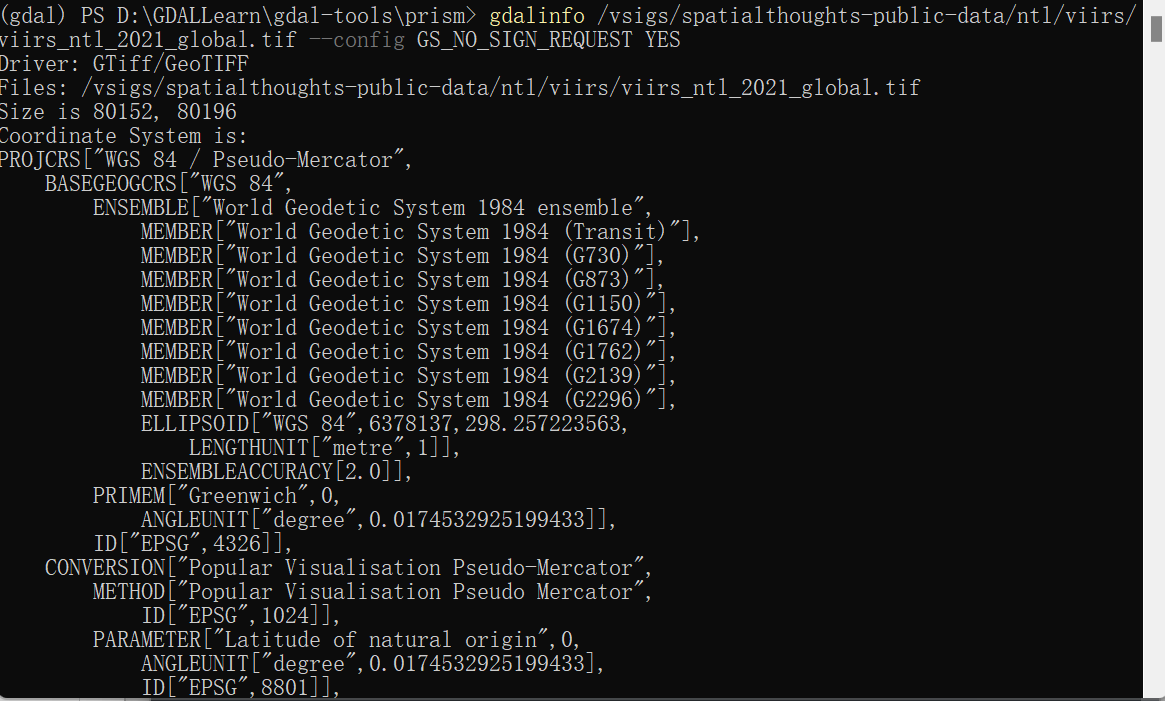 (gdal) PS D:\GDALLearn\gdal-tools\prism> gdalinfo /vsigs/spatialthoughts-public-data/ntl/viirs/
viirs_ntl_2021_global.tif --config GS_NO_SIGN_REQUEST YES
Driver: GTiff/GeoTIFF
Files: /vsigs/spatialthoughts-public-data/ntl/viirs/viirs_ntl_2021_global.tif
Size is 80152, 80196
Coordinate System is:
PROJCRS["WGS 84 / Pseudo-Mercator",
    BASEGEOGCRS["WGS 84",
        ENSEMBLE["World Geodetic System 1984 ensemble",
            MEMBER["World Geodetic System 1984 (Transit)"],
            MEMBER["World Geodetic System 1984 (G730)"],
            MEMBER["World Geodetic System 1984 (G873)"],
            MEMBER["World Geodetic System 1984 (G1150)"],
            MEMBER["World Geodetic System 1984 (G1674)"],
            MEMBER["World Geodetic System 1984 (G1762)"],
            MEMBER["World Geodetic System 1984 (G2139)"],
            MEMBER["World Geodetic System 1984 (G2296)"],
            ELLIPSOID["WGS 84",6378137,298.257223563,
                LENGTHUNIT["metre",1]],
            ENSEMBLEACCURACY[2.0]],
        PRIMEM["Greenwich",0,
            ANGLEUNIT["degree",0.0174532925199433]],
        ID["EPSG",4326]],
    CONVERSION["Popular Visualisation Pseudo-Mercator",
        METHOD["Popular Visualisation Pseudo Mercator",
            ID["EPSG",1024]],
        PARAMETER["Latitude of natural origin",0,
            ANGLEUNIT["degree",0.0174532925199433],
            ID["EPSG",8801]],